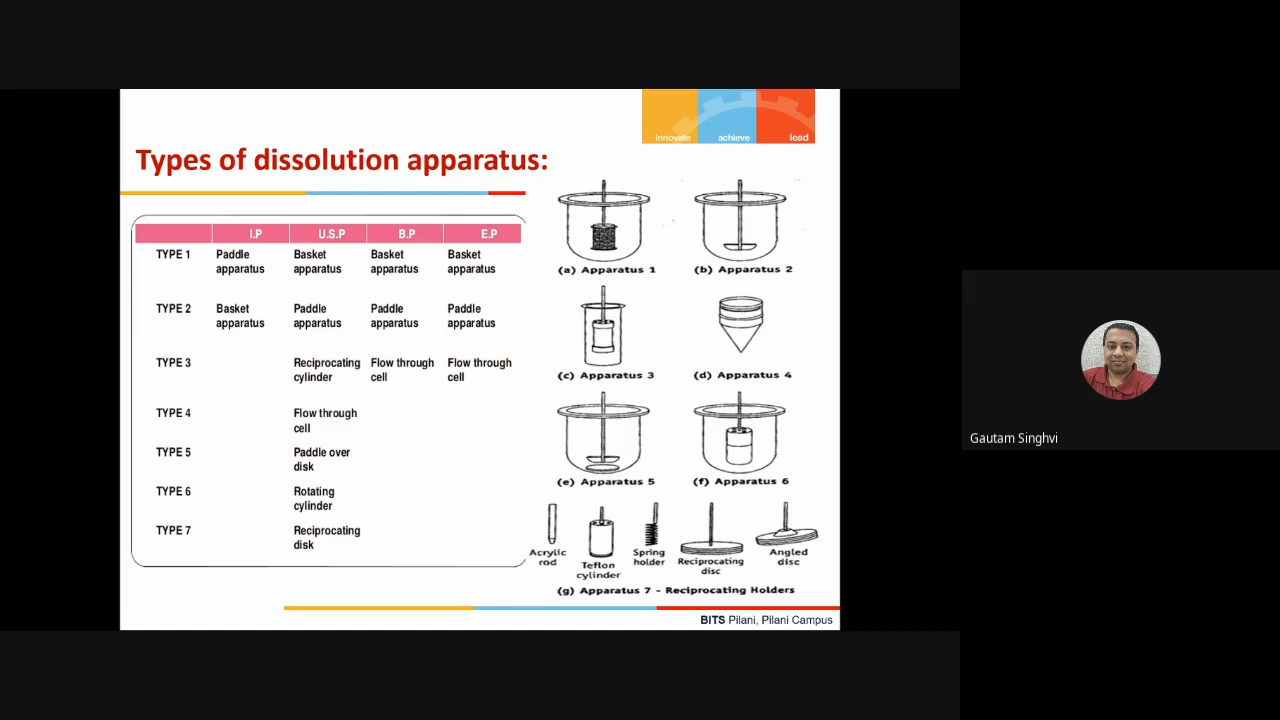 innovate achieve lead
Types of dissolution apparatus:
I.P U.S.P B.P E.P
TYPE 1 Paddle apparatus Basket apparatus Basket apparatus Basket apparatus
TYPE 2 Basket apparatus Paddle apparatus Paddle apparatus Paddle apparatus
TYPE 3 Reciprocating cylinder Flow through cell Flow through cell
TYPE 4 Flow through cell
TYPE 5 Paddle over disk
TYPE 6 Rotating cylinder
TYPE 7 Reciprocating disk
(a) Apparatus 1 (b) Apparatus 2
(c) Apparatus 3 (d) Apparatus 4
(e) Apparatus 5 (f) Apparatus 6
Acrylic rod Teflon cylinder Spring holder Reciprocating disc Angled disc
(g) Apparatus 7 - Reciprocating Holders
BITS Pilani, Pilani Campus
Gautam Singhvi